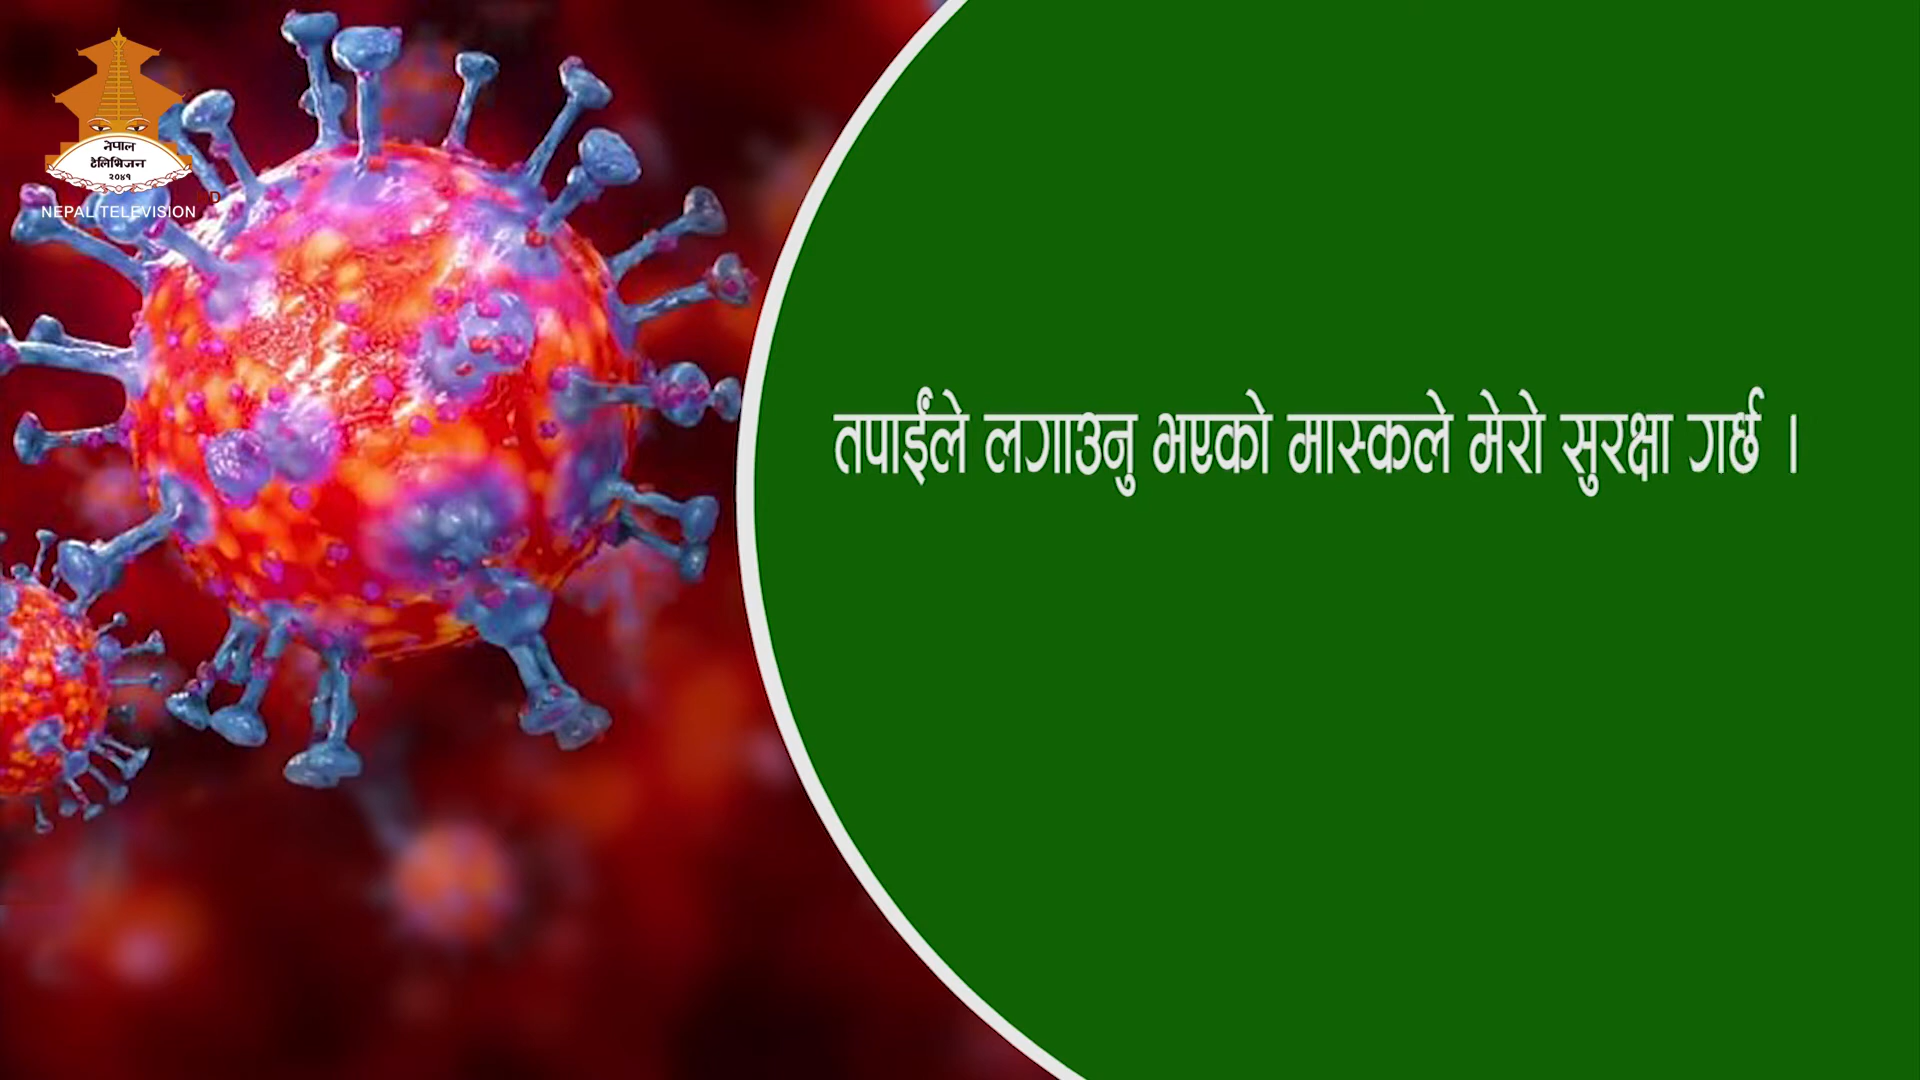 नेपाल
टेलिभिजन
२०४१
NEPAL TELEVISION
D
तपाईंले लगाउनु भएको मास्कले मेरो सुरक्षा गर्छ ।